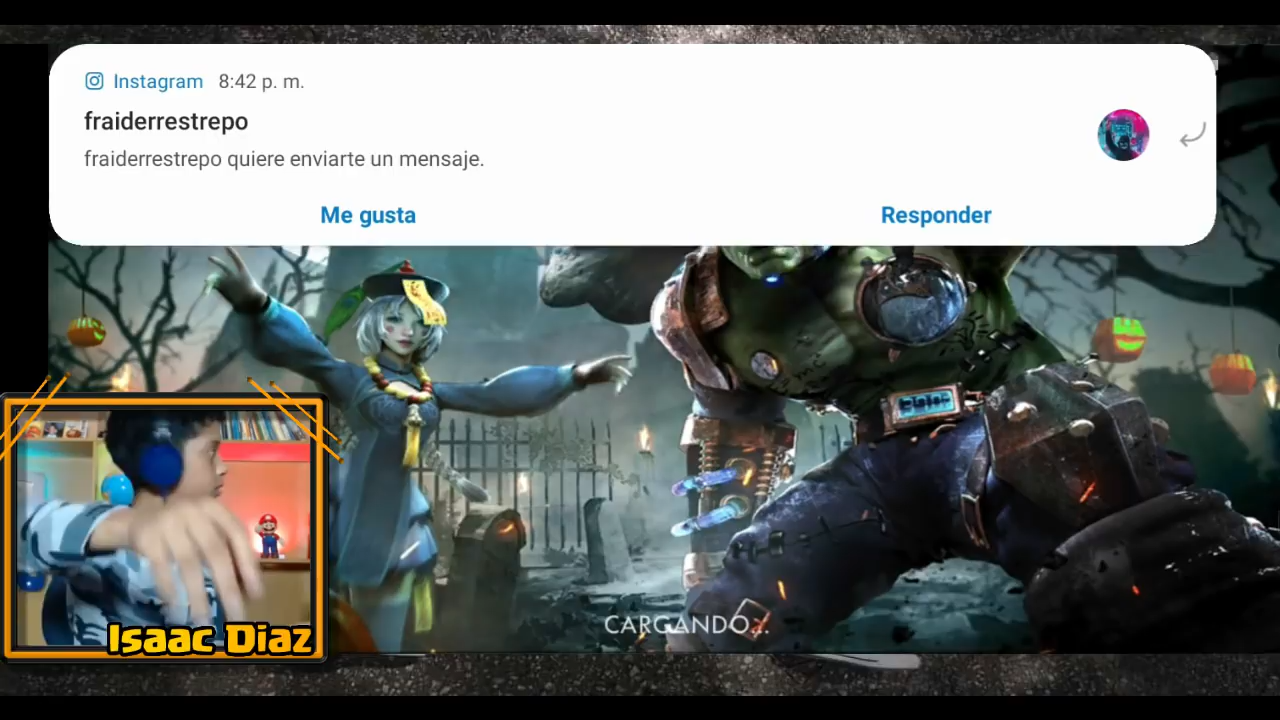 Instagram 8:42 p. m.
fraiderrestrepo
fraiderrestrepo quiere enviarte un mensaje.
Me gusta
Responder
CARGANDO...
Isaac Diaz